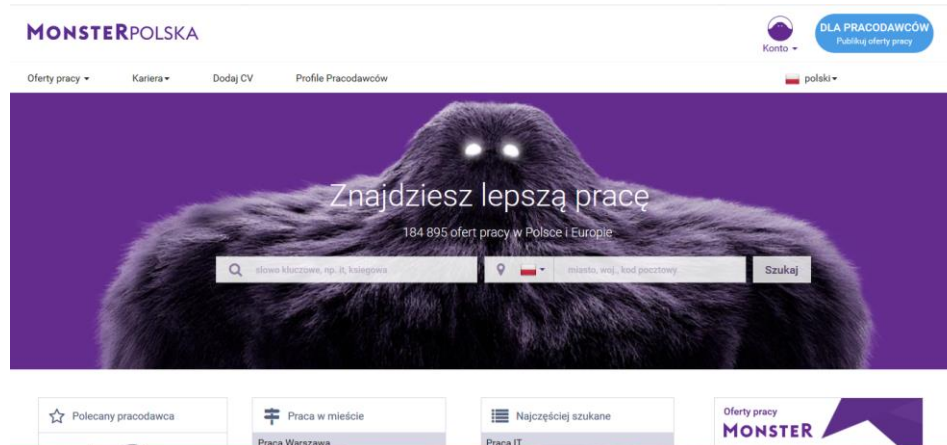 MONSTERPOLSKA
Konto
DLA PRACODAWCÓW
Publikuj oferty pracy
Oferty pracy
Kariera
Dodaj CV
Profile Pracodawców
polski
Znajdziesz lepszą pracę
184 895 ofert pracy w Polsce i Europie
słowo kluczowe, np. it, ksiegowa
miasto, woj., kod pocztowy
Szukaj
Polecany pracodawca
Praca w mieście
Najczęściej szukane
Oferty pracy
MONSTER
Praca Warszawa
Praca IT